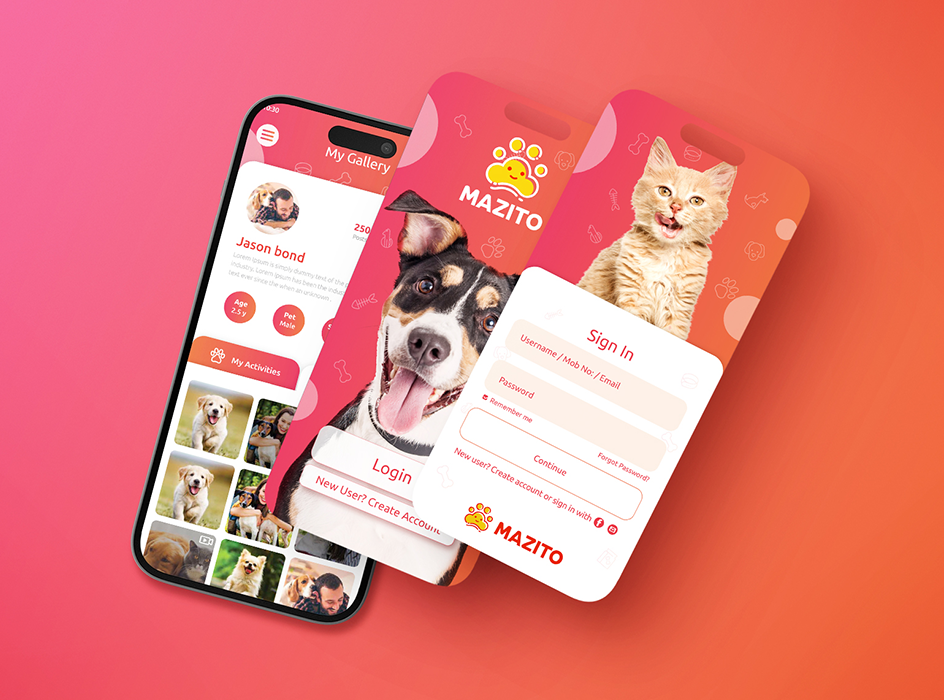 10:30
My Gallery
250
Posts
Jason bond
Lorem Ipsum is simply dummy text of the
industry. Lorem Ipsum has been the indus
text ever since the when an unknown .
Age
2.5 y
Pet
Male
S
My Activities
MAZITO
Login
New User? Create Account
Sign In
Username / Mob No: / Email
Password
Remember me
Forgot Password?
Continue
New user? Create account or sign in with
MAZITO